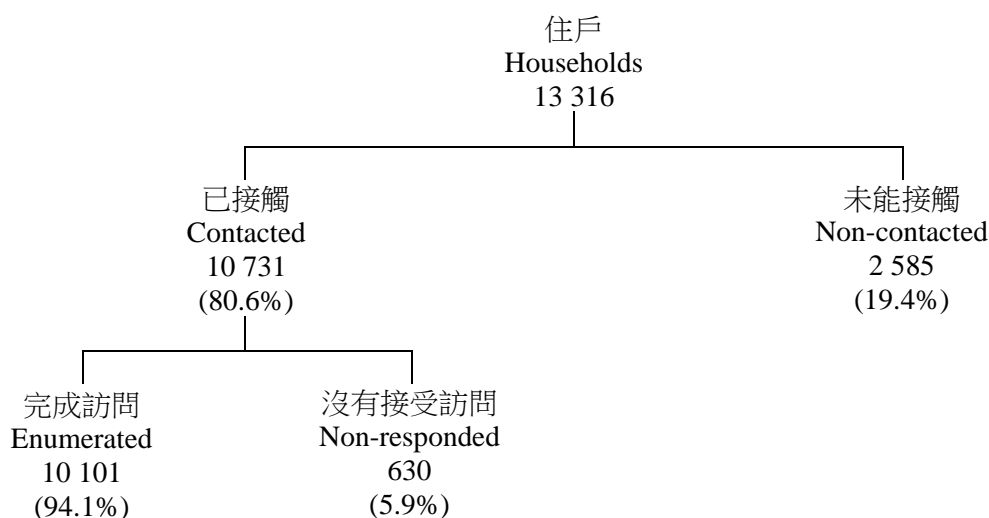 住戶
Households
13 316
已接觸
Contacted
10 731
(80.6%)
未能接觸
Non-contacted
2 585
(19.4%)
完成訪問
Enumerated
10 101
(94.1%)
沒有接受訪問
Non-responded
630
(5.9%)